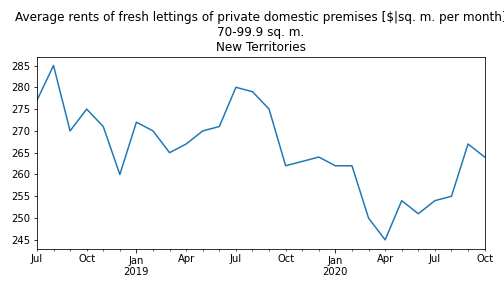 Average rents of fresh lettings of private domestic premises [$|sq. m. per month]
70-99.9 sq. m.
New Territories
285
280
275
270
265
260
255
250
245
Jul Oct Jan Apr Jul Oct Jan Apr Jul Oct
2019 2020